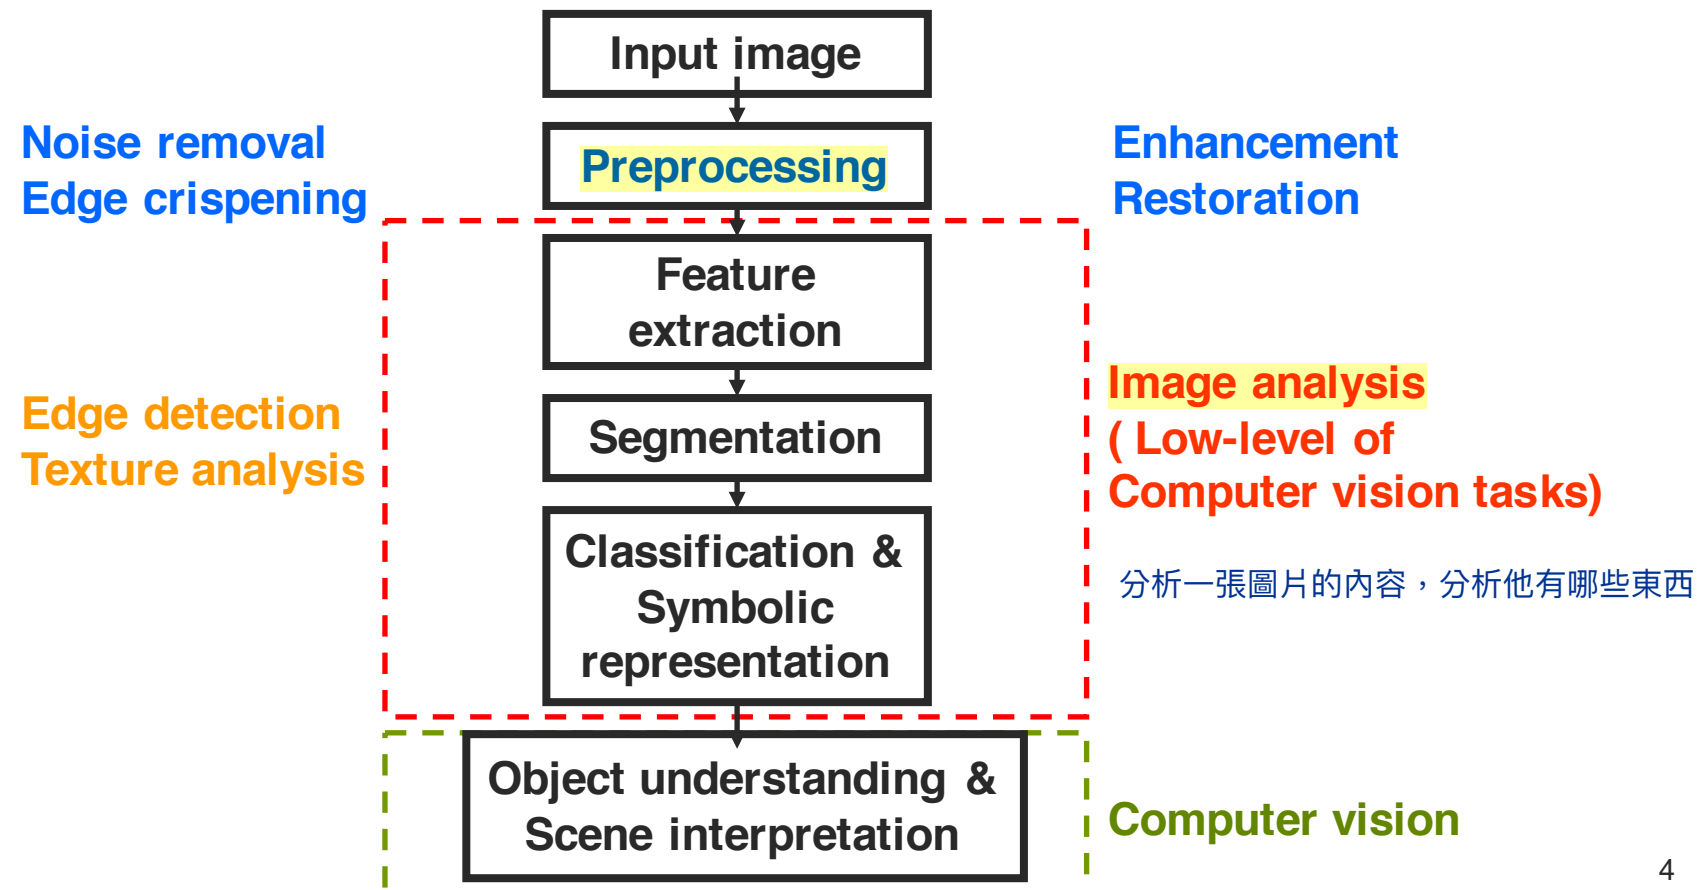 Input image
Noise removal
Edge crispening
Preprocessing
Enhancement
Restoration
Feature
extraction
Edge detection
Texture analysis
Segmentation
Image analysis
( Low-level of
Computer vision tasks)
Classification &
Symbolic
representation
分析一張圖片的內容，分析他有哪些東西
Object understanding &
Scene interpretation
Computer vision
4